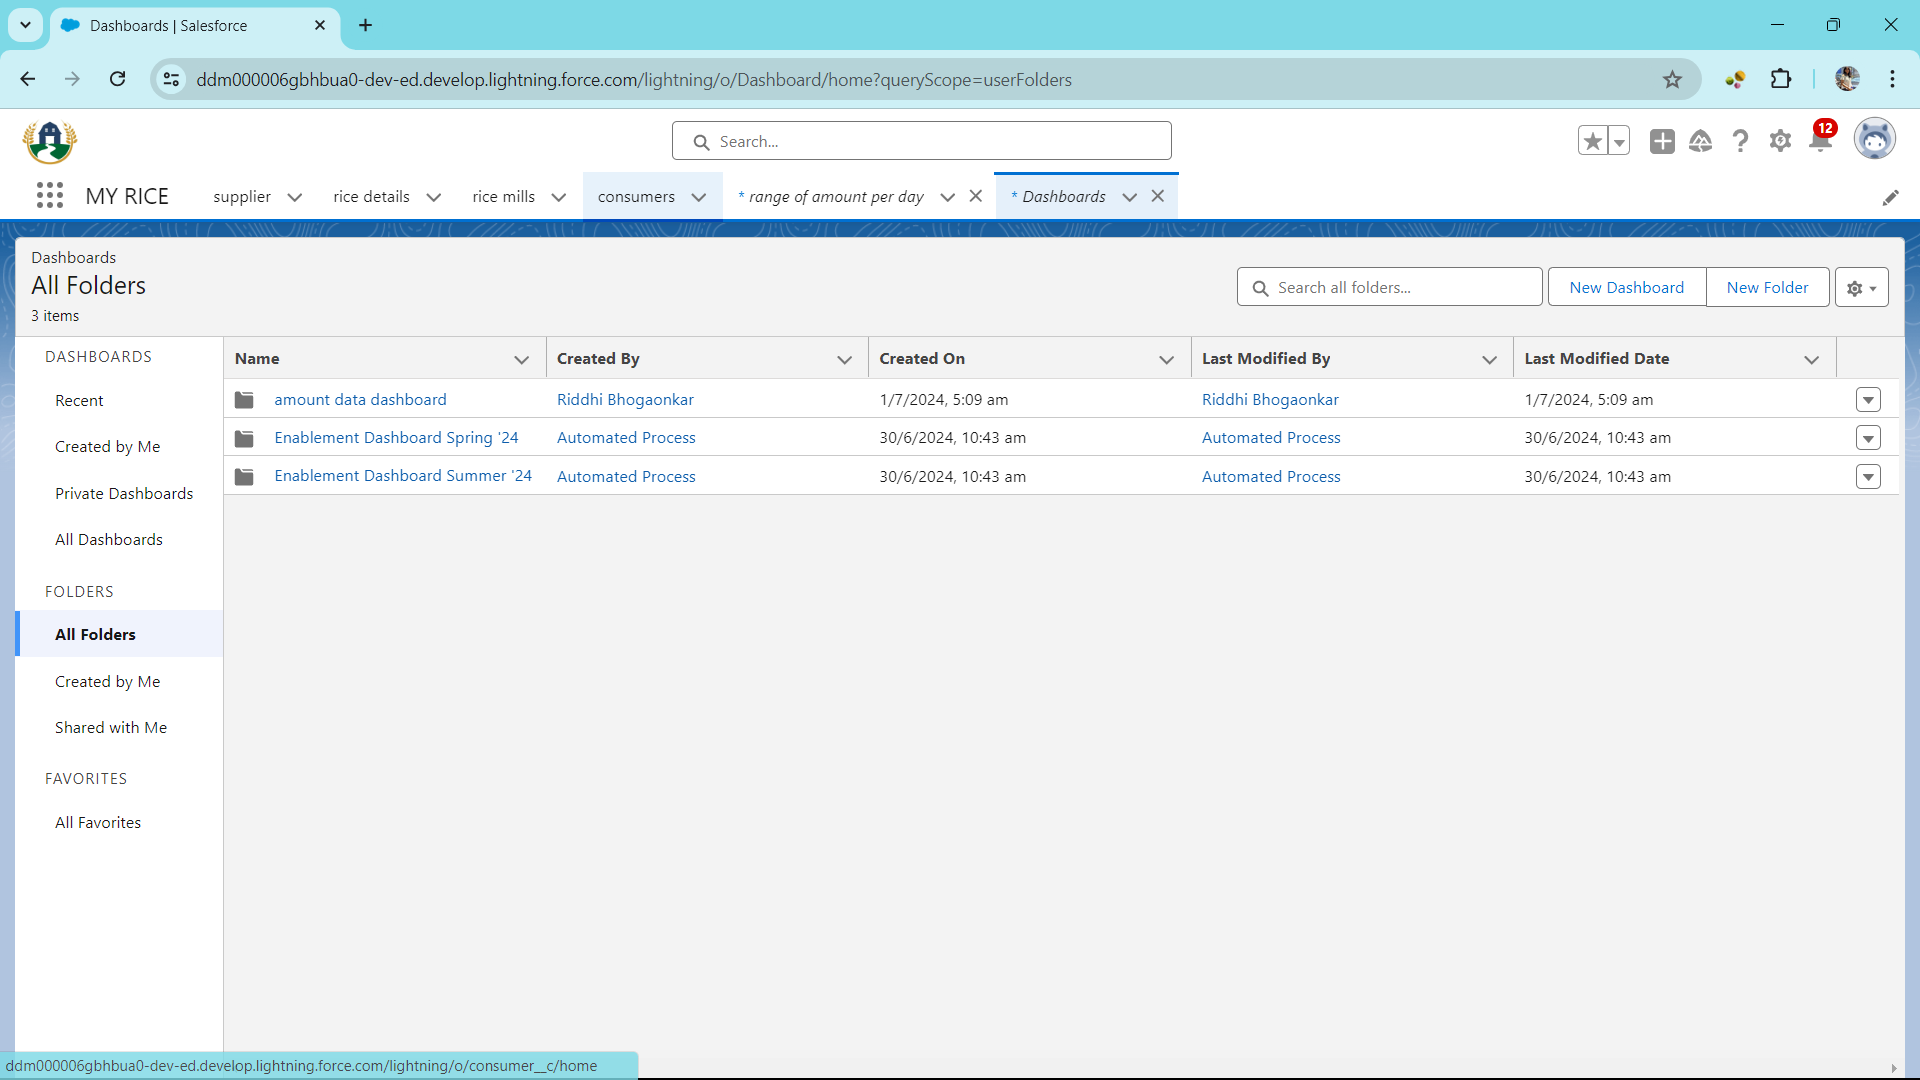 Dashboards | Salesforce
ddm000006gbhbua0-dev-ed.develop.lightning.force.com/lightning/o/Dashboard/home?queryScope=userFolders
Search...
12
MY RICE
supplier
rice details
rice mills
consumers
* range of amount per day
* Dashboards
Dashboards
All Folders
3 items
Search all folders...
New Dashboard
New Folder
DASHBOARDS
Recent
Created by Me
Private Dashboards
All Dashboards
FOLDERS
All Folders
Created by Me
Shared with Me
FAVORITES
All Favorites
Name Created By Created On Last Modified By Last Modified Date
amount data dashboard Riddhi Bhogaonkar 1/7/2024, 5:09 am Riddhi Bhogaonkar 1/7/2024, 5:09 am
Enablement Dashboard Spring '24 Automated Process 30/6/2024, 10:43 am Automated Process 30/6/2024, 10:43 am
Enablement Dashboard Summer '24 Automated Process 30/6/2024, 10:43 am Automated Process 30/6/2024, 10:43 am
ddm000006gbhbua0-dev-ed.develop.lightning.force.com/lightning/o/consumer__c/home